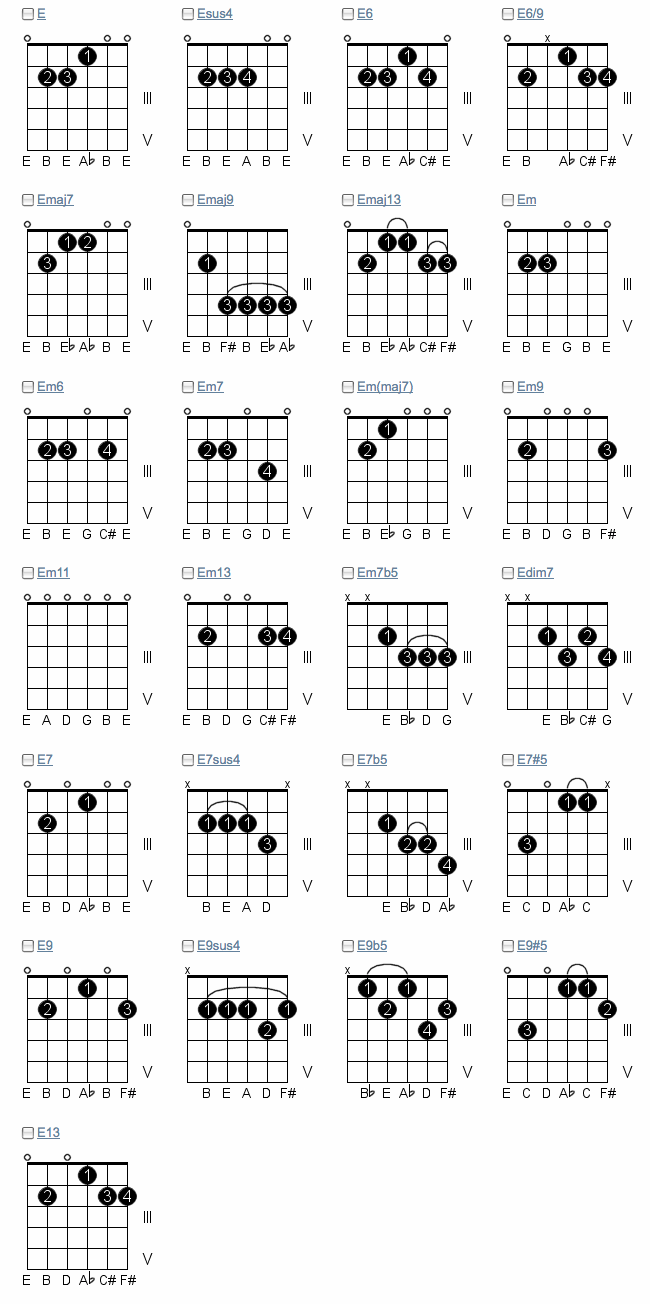 E Esus4 E6 E6/9
o o o o o o o o o x
1 1 1
2 3 2 3 4 2 3 4 2 3 4
III III III III
V V V V
E B E A♭ B E E B E A B E E B E A♭ C# E E B A♭ C# F#
Emaj7 Emaj9 Emaj13 Em
o o o o o o o o o
1 2 1 1
3 1 2 3 3 2 3
III III III III
3 3 3 3
V V V V
E B E♭ A♭ B E E B F# B E♭ A♭ E B E♭ A♭ C# F# E B E G B E
Em6 Em7 Em(maj7) Em9
o o o o o o o o o o o o o o
1
2 3 4 2 3 2 2 3
III 4 III III III
V V V V
E B E G C# E E B E G D E E B E♭ G B E E B D G B F#
Em11 Em13 Em7b5 Edim7
o o o o o o o o o x x x x
2 3 4 1 1 2
III III 3 3 3 III 3 4 III
V V V V
E A D G B E E B D G C# F# E B♭ D G E B♭ C# G
E7 E7sus4 E7b5 E7#5
o o o o x x x x o o x
1 1 1
2 1 1 1 1
III 3 III 2 2 III 3 III
4
V V V V
E B D A♭ B E B E A D E B♭ D A♭ E C D A♭ C
E9 E9sus4 E9b5 E9#5
o o o x x o o
1 1 1 1 1
2 3 1 1 1 1 2 3 2
III 2 III 4 III 3 III
V V V V
E B D A♭ B F# B E A D F# B♭ E A♭ D F# E C D A♭ C F#
E13
o o
1
2 3 4
III
V
E B D A♭ C# F#